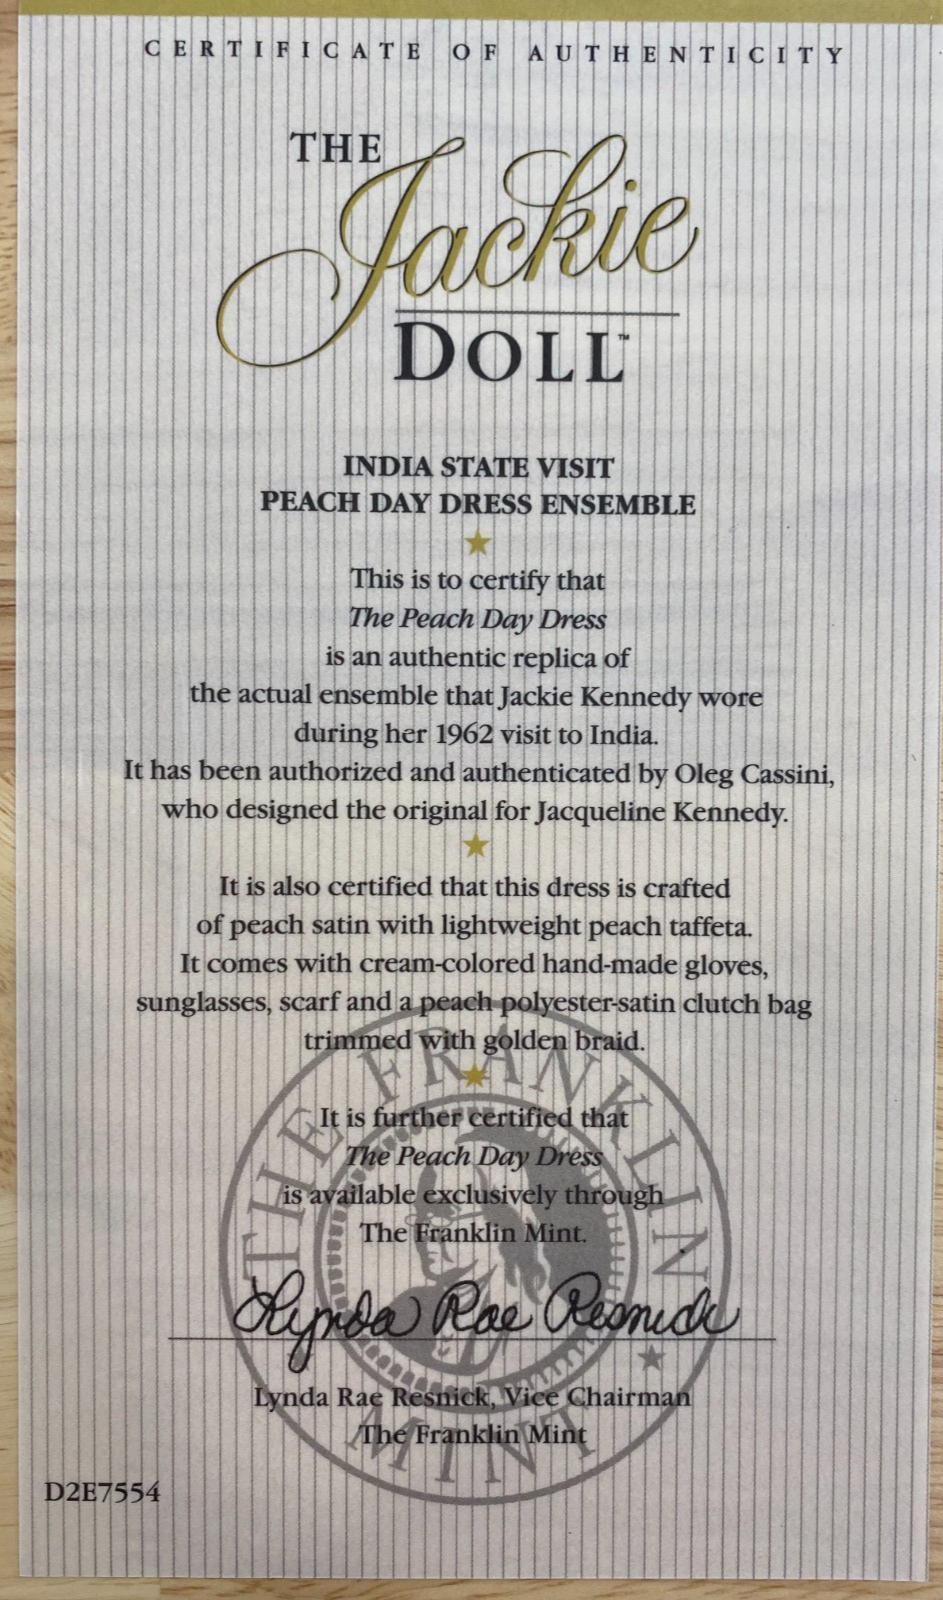 CERTIFICATE OF AUTHENTICITY
THE
Jackie
DOLL™
INDIA STATE VISIT
PEACH DAY DRESS ENSEMBLE
This is to certify that
The Peach Day Dress
is an authentic replica of
the actual ensemble that Jackie Kennedy wore
during her 1962 visit to India.
It has been authorized and authenticated by Oleg Cassini,
who designed the original for Jacqueline Kennedy.
It is also certified that this dress is crafted
of peach satin with lightweight peach taffeta.
It comes with cream-colored hand-made gloves,
sunglasses, scarf and a peach polyester-satin clutch bag
trimmed with golden braid.
THE FRANKLIN MINT
It is further certified that
The Peach Day Dress
is available exclusively through
The Franklin Mint.
Lynda Rae Resnick
Lynda Rae Resnick, Vice Chairman
The Franklin Mint
D2E7554